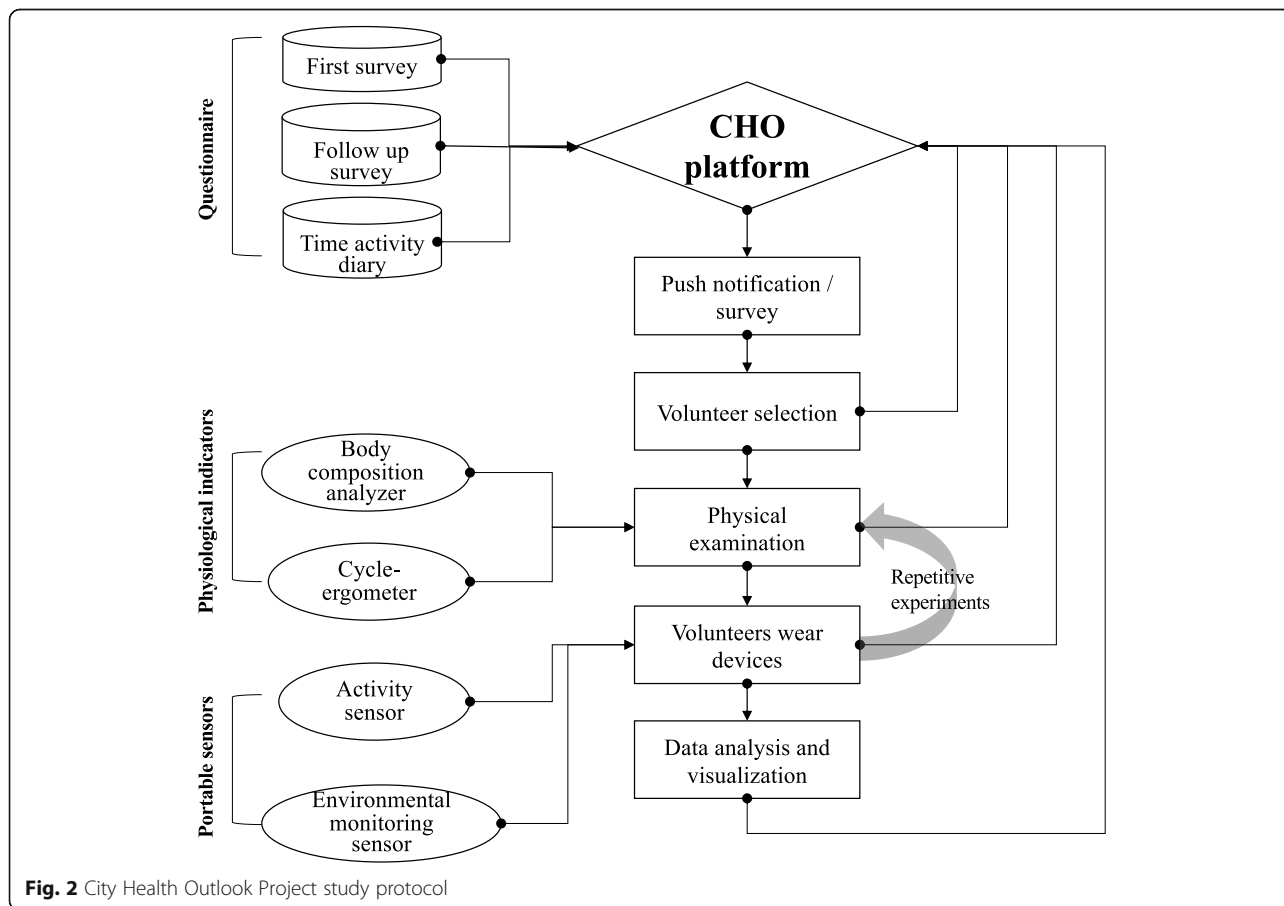 Questionnaire
First survey
Follow up
survey
Time activity
diary
CHO
platform
Push notification /
survey
Volunteer selection
Physiological indicators
Body
composition
analyzer
Cycle-
ergometer
Physical
examination
Repetitive
experiments
Volunteers wear
devices
Portable sensors
Activity
sensor
Environmental
monitoring
sensor
Data analysis and
visualization
Fig. 2 City Health Outlook Project study protocol